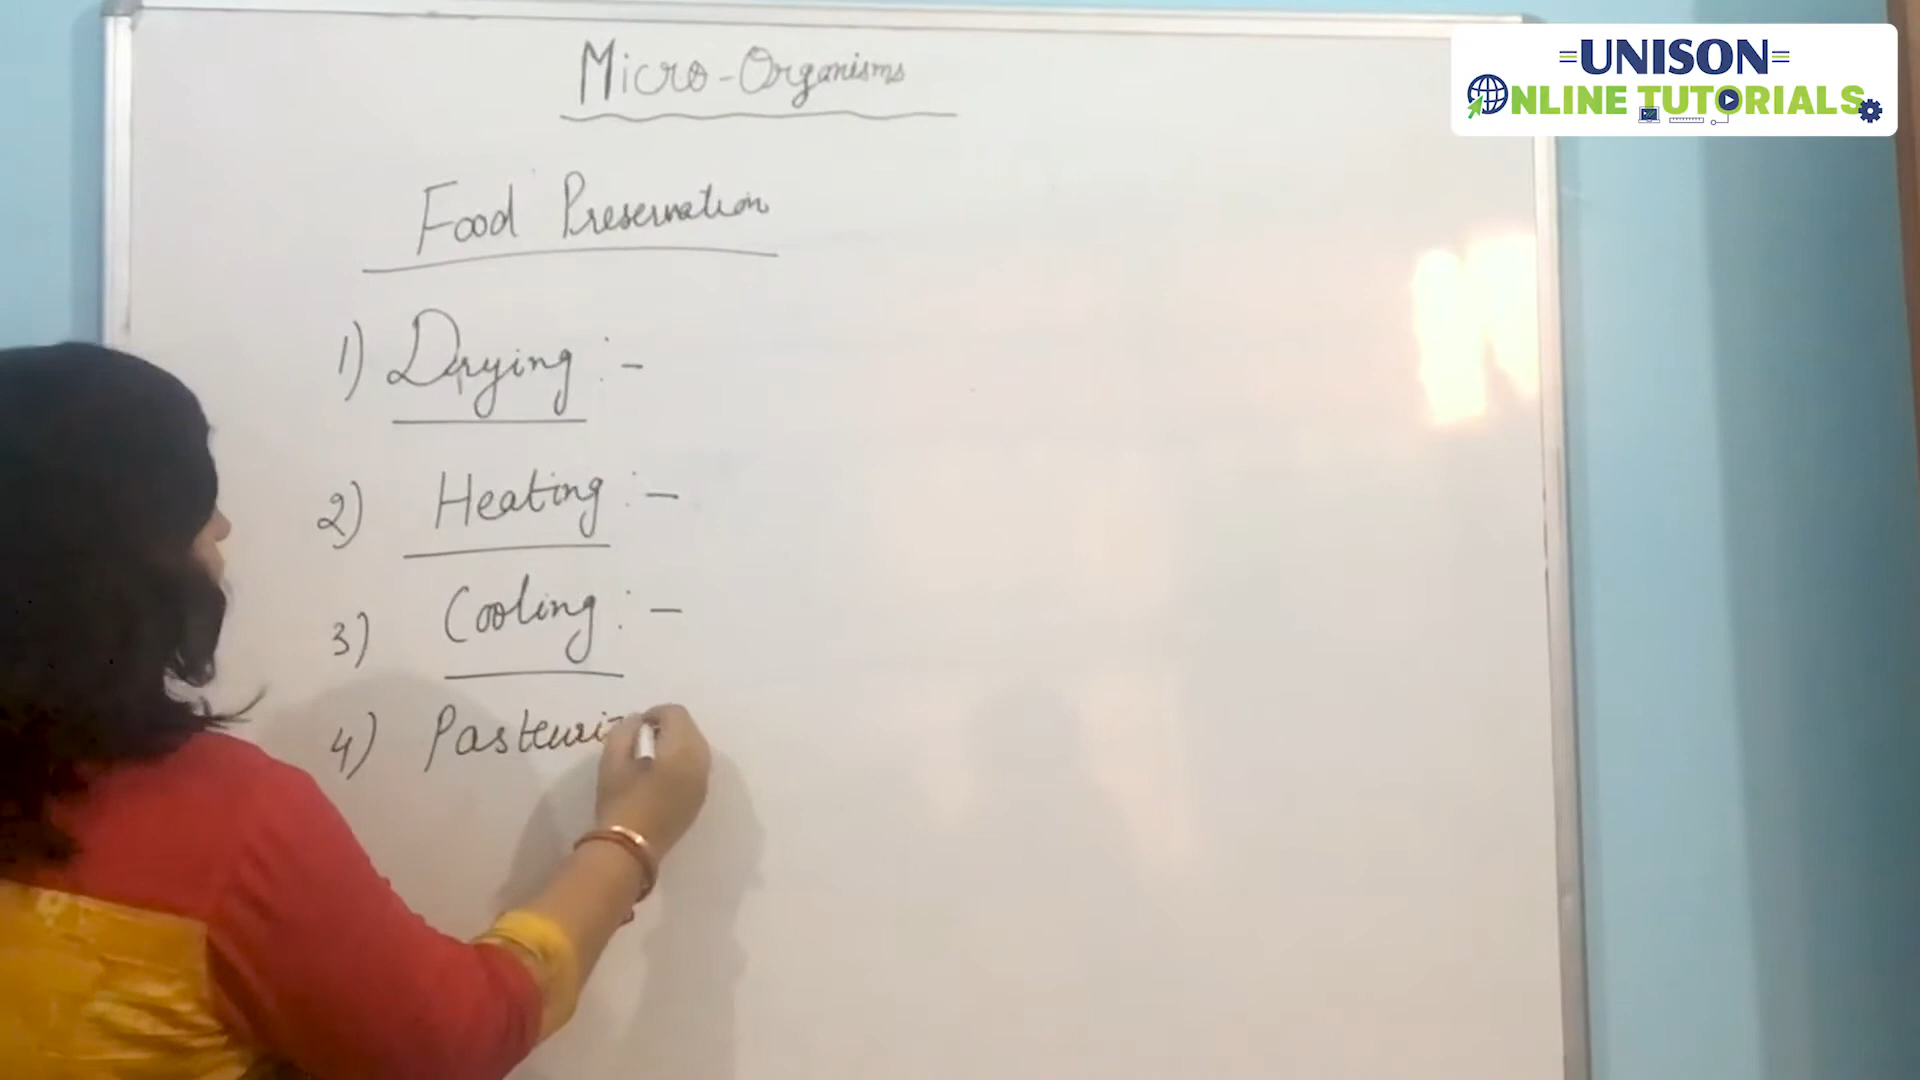 Micro-Organisms
UNISON
ONLINE TUTORIALS
Food Preservation
1) Drying :-
2) Heating :-
3) Cooling :-
4) Pasteuri